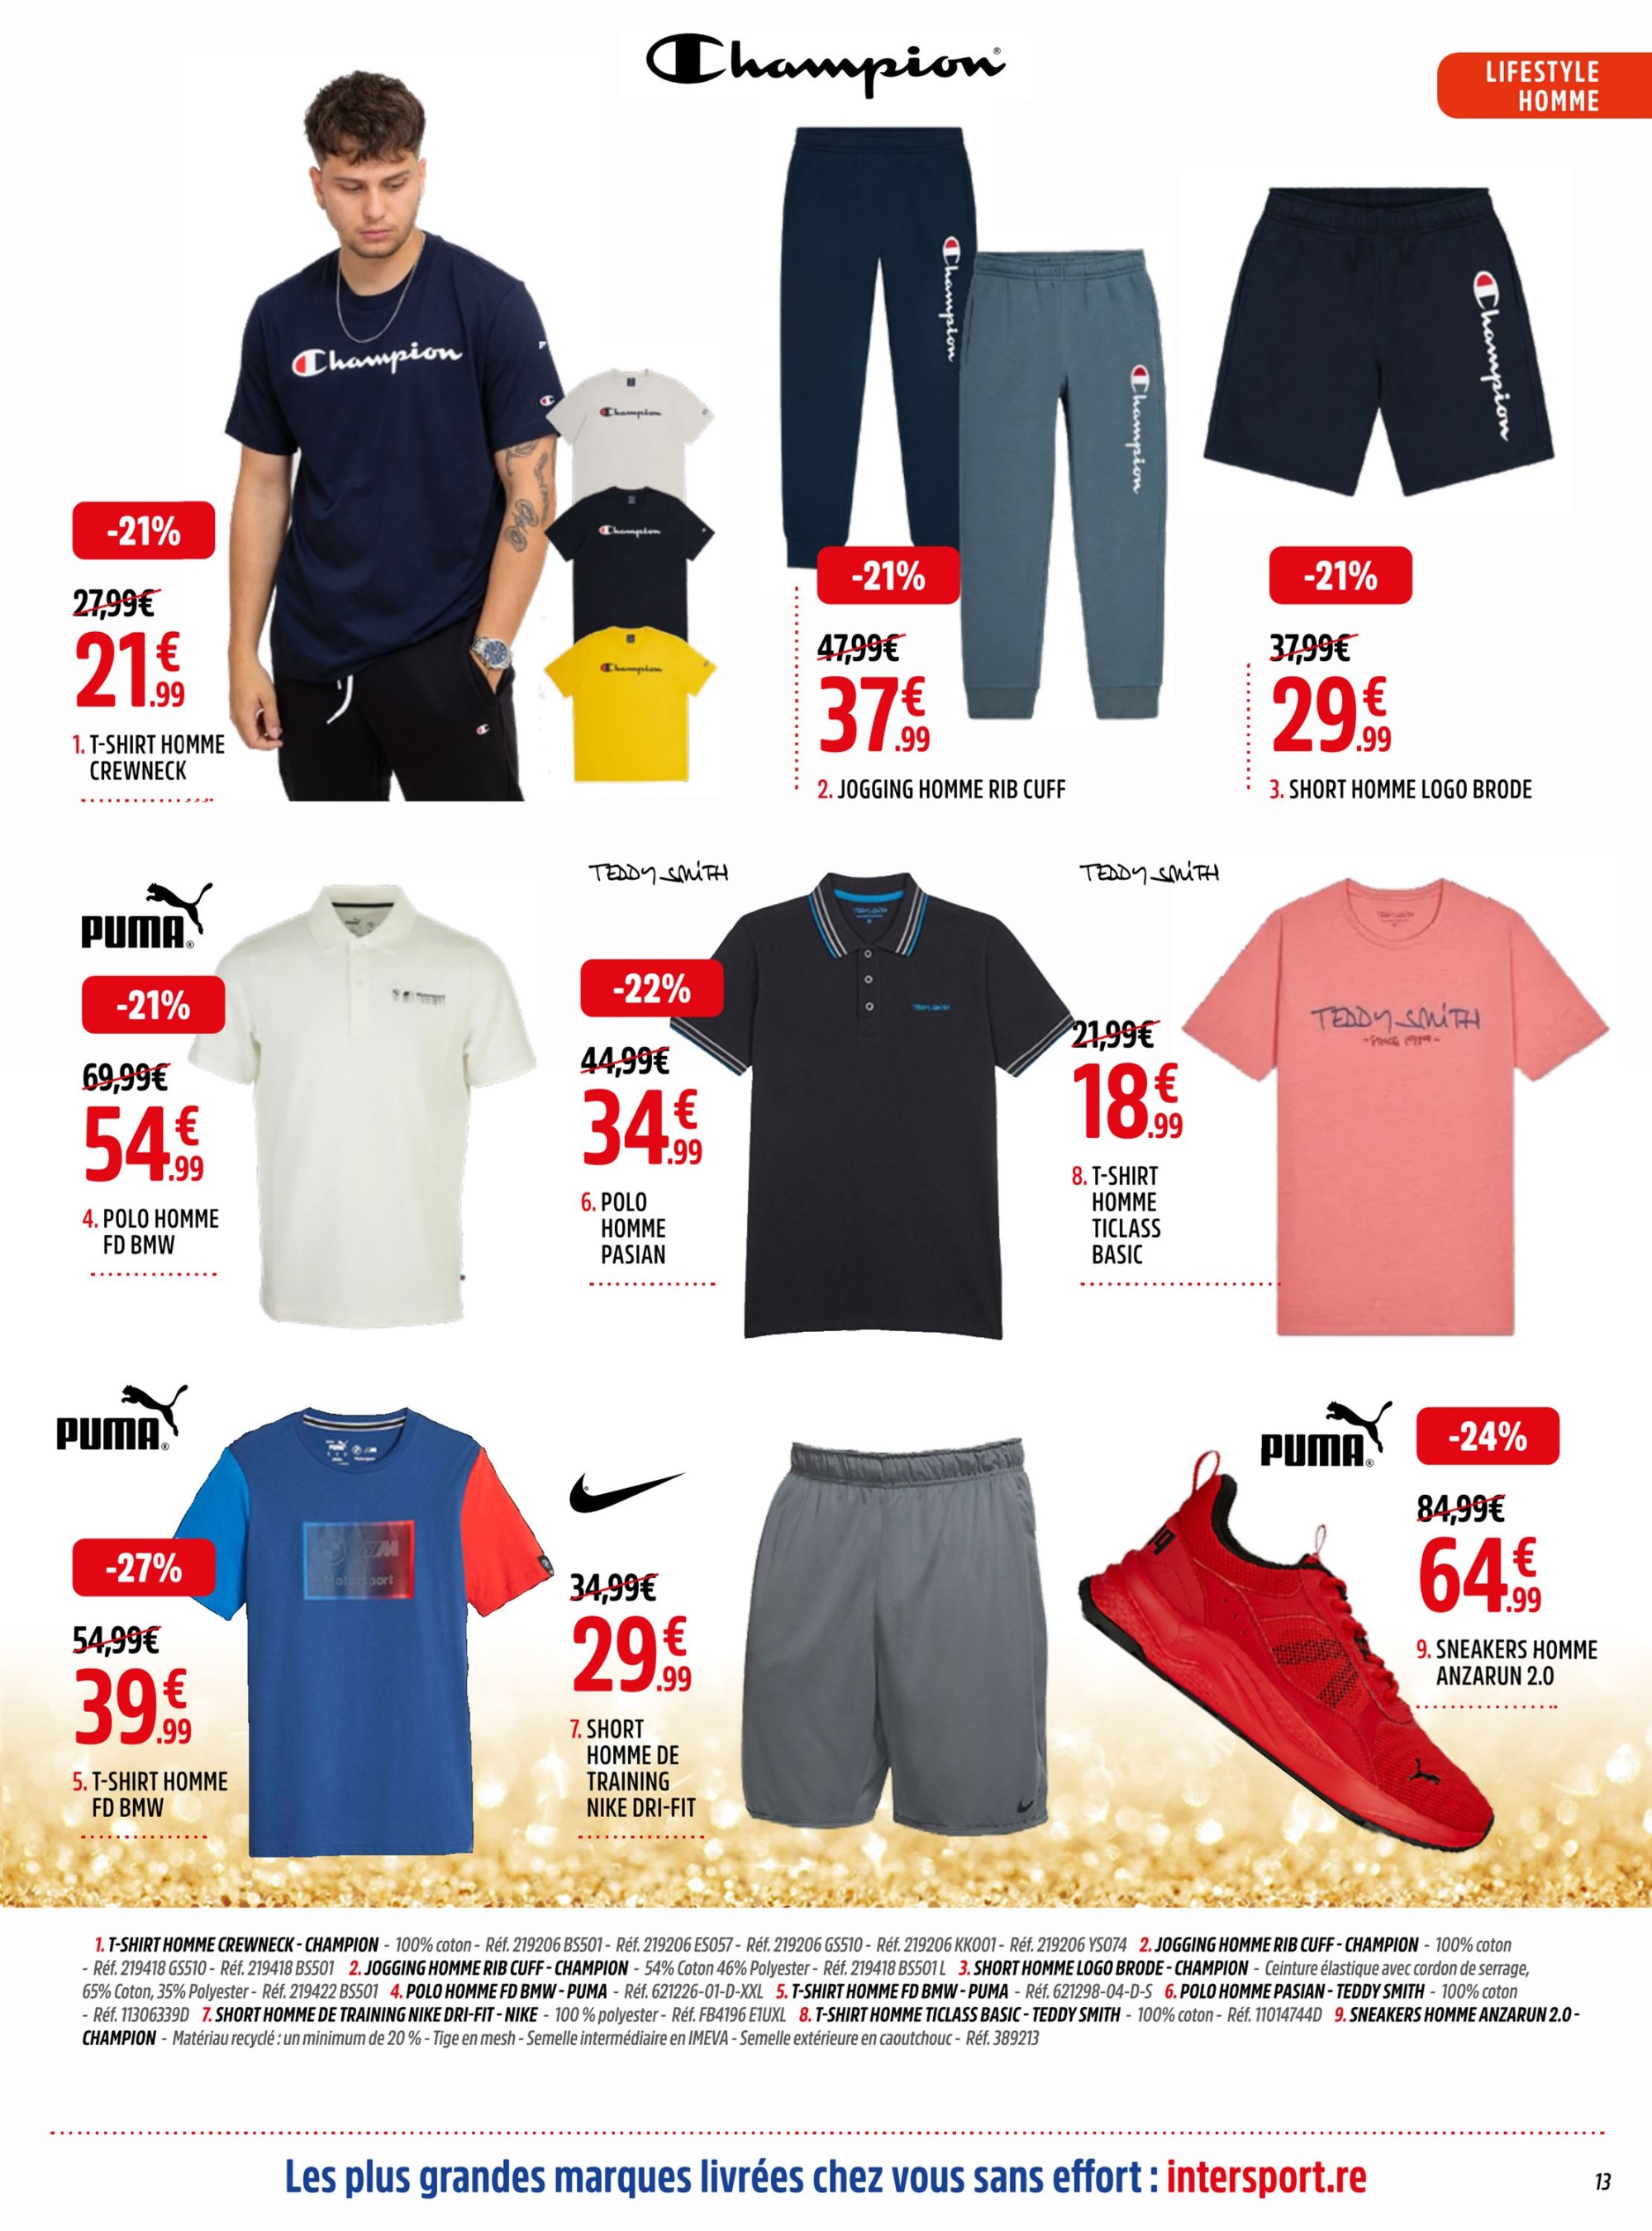 Champion
LIFESTYLE
HOMME
Champion
Champion
Champion
Champion
Champion
Champion
Champion
-21%
27,99€
21€.99
1. T-SHIRT HOMME
CREWNECK
-21%
47,99€
37€.99
2. JOGGING HOMME RIB CUFF
-21%
37,99€
29€.99
3. SHORT HOMME LOGO BRODE
PUMA
-21%
69,99€
54€.99
4. POLO HOMME
FD BMW
Motorsport
TEDDY SMITH
-22%
44,99€
34€.99
6. POLO
HOMME
PASIAN
TEDDY SMITH
TEDDY SMITH
21,99€
18€.99
8. T-SHIRT
HOMME
TICLASS
BASIC
TEDDY SMITH
- SINCE 1989 -
PUMA
-27%
54,99€
39€.99
5. T-SHIRT HOMME
FD BMW
PUMA
M
Motorsport
34,99€
29€.99
7. SHORT
HOMME DE
TRAINING
NIKE DRI-FIT
PUMA
-24%
84,99€
64€.99
9. SNEAKERS HOMME
ANZARUN 2.0
1. T-SHIRT HOMME CREWNECK - CHAMPION - 100% coton - Réf. 219206 BS501 - Réf. 219206 ES057 - Réf. 219206 GS510 - Réf. 219206 KK001 - Réf. 219206 YS074 2. JOGGING HOMME RIB CUFF - CHAMPION - 100% coton
- Réf. 219418 GS510 - Réf. 219418 BS501 2. JOGGING HOMME RIB CUFF - CHAMPION - 54% Coton 46% Polyester - Réf. 219418 BS501 L 3. SHORT HOMME LOGO BRODE - CHAMPION - Ceinture élastique avec cordon de serrage,
65% Coton, 35% Polyester - Réf. 219422 BS501 4. POLO HOMME FD BMW - PUMA - Réf. 621226-01-D-XXL 5. T-SHIRT HOMME FD BMW - PUMA - Réf. 621298-04-D-S 6. POLO HOMME PASIAN - TEDDY SMITH - 100% coton
- Réf. 11306339D 7. SHORT HOMME DE TRAINING NIKE DRI-FIT - NIKE - 100 % polyester - Réf. FB4196 E1UXL 8. T-SHIRT HOMME TICLASS BASIC - TEDDY SMITH - 100% coton - Réf. 11014744D 9. SNEAKERS HOMME ANZARUN 2.0 -
CHAMPION - Matériau recyclé : un minimum de 20 % - Tige en mesh - Semelle intermédiaire en IMEVA - Semelle extérieure en caoutchouc - Réf. 389213
Les plus grandes marques livrées chez vous sans effort : intersport.re
13